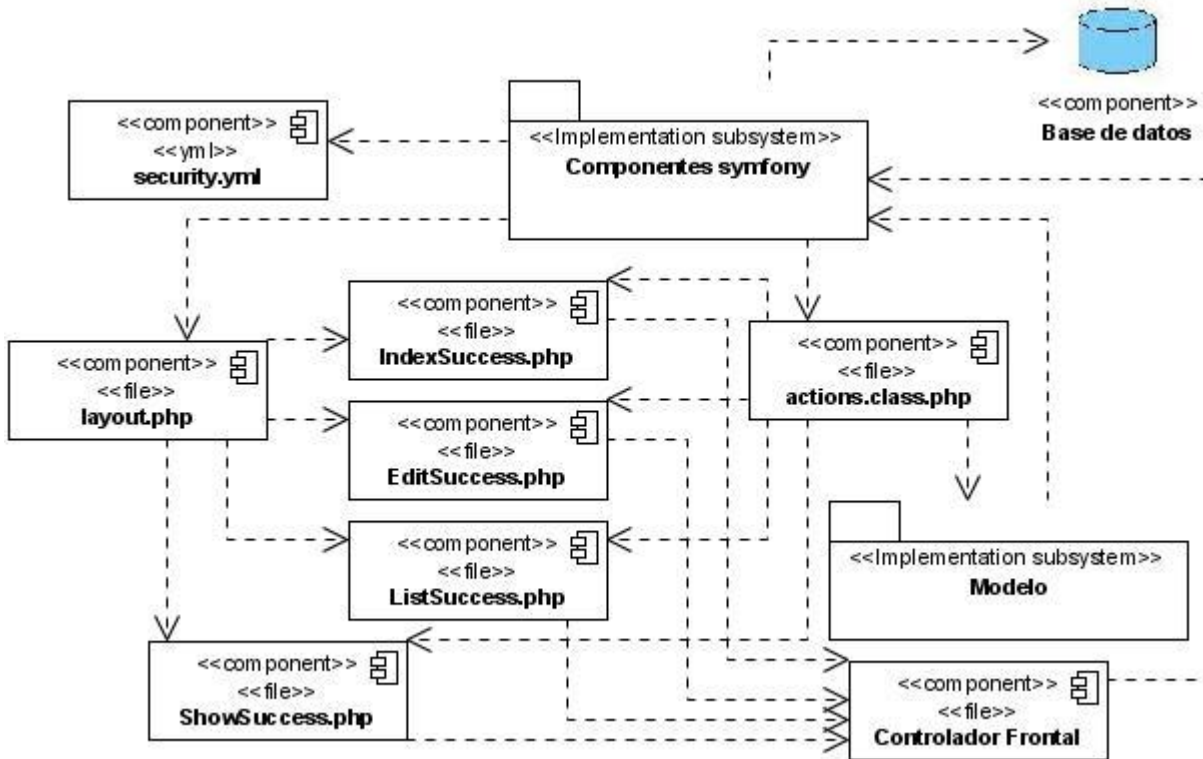 <<component>>
Base de datos
<<component>>
<<yml>>
security.yml
<<Implementation subsystem>>
Componentes symfony
<<component>>
<<file>>
IndexSuccess.php
<<component>>
<<file>>
layout.php
<<component>>
<<file>>
actions.class.php
<<component>>
<<file>>
EditSuccess.php
<<component>>
<<file>>
ListSuccess.php
<<Implementation subsystem>>
Modelo
<<component>>
<<file>>
ShowSuccess.php
<<component>>
<<file>>
Controlador Frontal